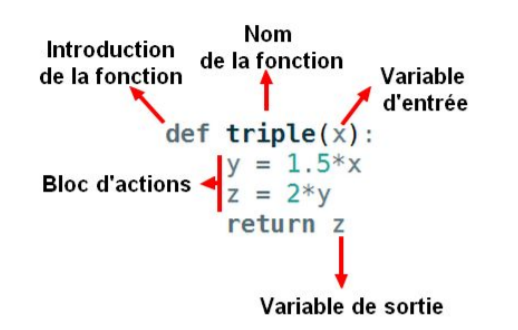 Introduction
de la fonction
Nom
de la fonction
Variable
d'entrée
def triple(x):
Bloc d'actions
y = 1.5*x
z = 2*y
return z
Variable de sortie